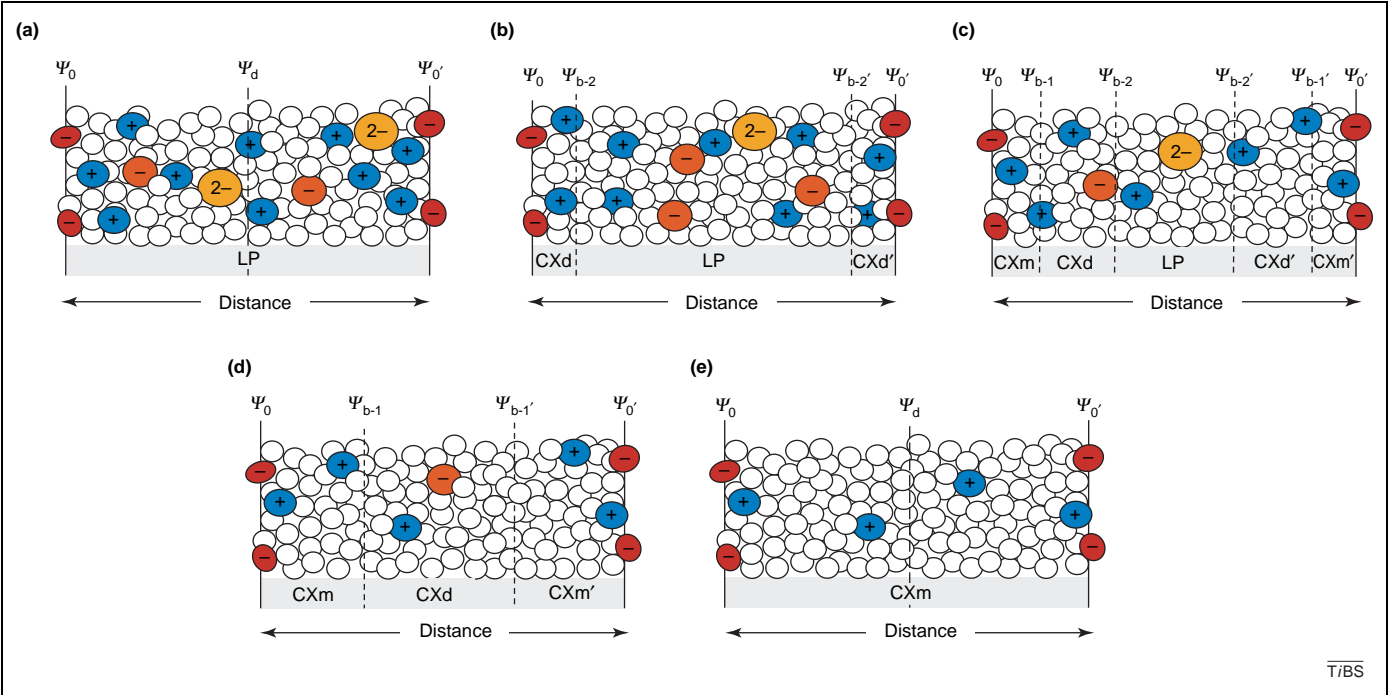 (a)
Ψ0 Ψd Ψ0′
+ − + + 2− + + + − + 2− + + − + −
LP
Distance
(b)
Ψ0 Ψb-2 Ψb-2′ Ψ0′
− + + − + − + + − 2− + − + + + − −
CXd LP CXd′
Distance
(c)
Ψ0 Ψb-1 Ψb-2 Ψb-2′ Ψb-1′ Ψ0′
− + − + + − + 2− + + + − −
CXm CXd LP CXd′ CXm′
Distance
(d)
Ψ0 Ψb-1 Ψb-1′ Ψ0′
− + − + + − + + − −
CXm CXd CXm′
Distance
(e)
Ψ0 Ψd Ψ0′
− + − + + + − −
CXm
Distance
TiBS